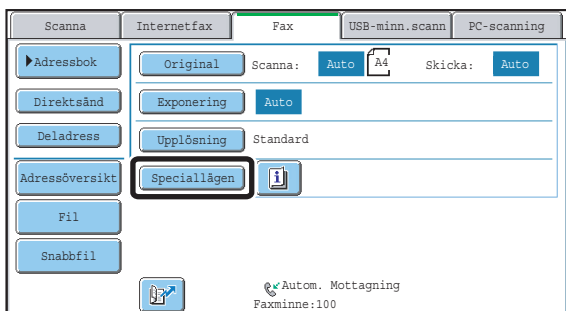 Scanna Internetfax Fax USB-minn.scann PC-scanning
Adressbok Original Scanna: Auto A4 Skicka: Auto
Direktsänd Exponering Auto
Deladress Upplösning Standard
Adressöversikt Speciallägen
Fil
Snabbfil
Autom. Mottagning
Faxminne:100